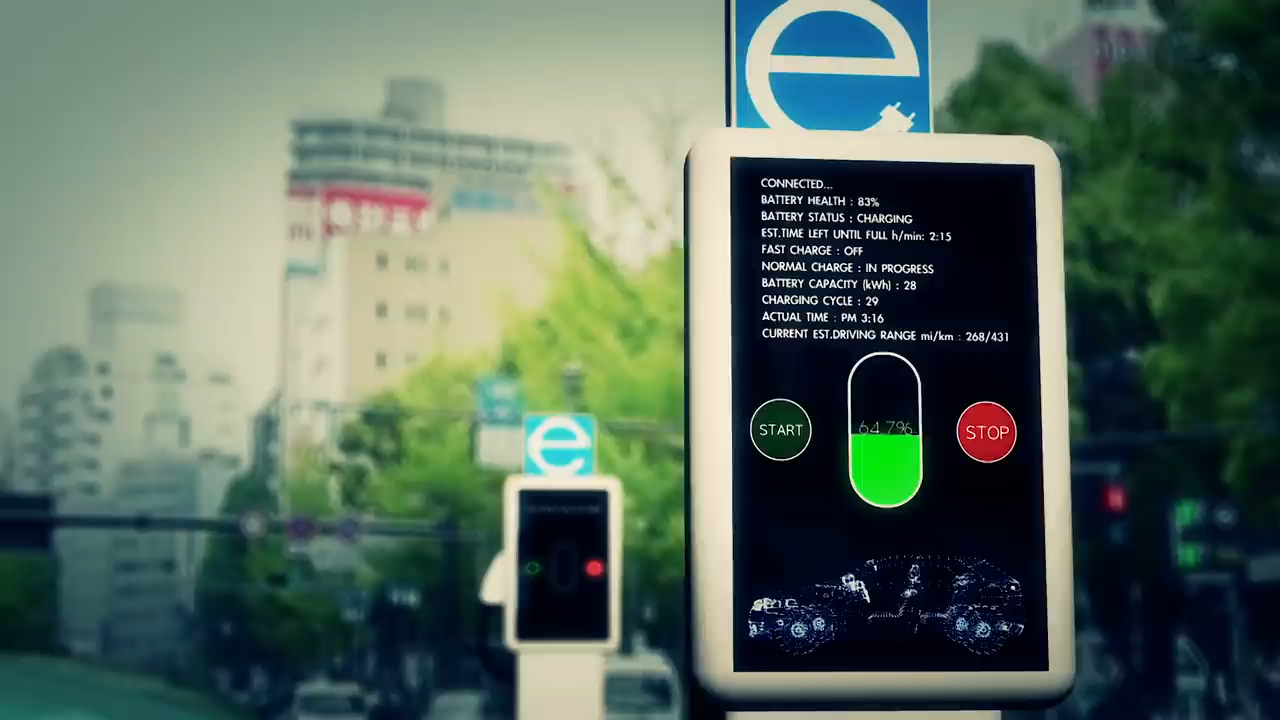 e
CONNECTED...
BATTERY HEALTH : 83%
BATTERY STATUS : CHARGING
EST.TIME LEFT UNTIL FULL h/min: 2:15
FAST CHARGE : OFF
NORMAL CHARGE : IN PROGRESS
BATTERY CAPACITY (kWh) : 28
CHARGING CYCLE : 29
ACTUAL TIME : PM 3:16
CURRENT EST.DRIVING RANGE mi/km : 268/431
START
64.7%
STOP
e